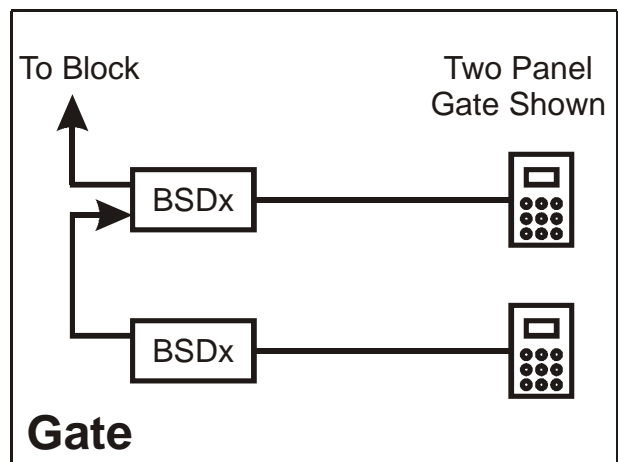 To Block
Two Panel
Gate Shown
BSDx
BSDx
Gate